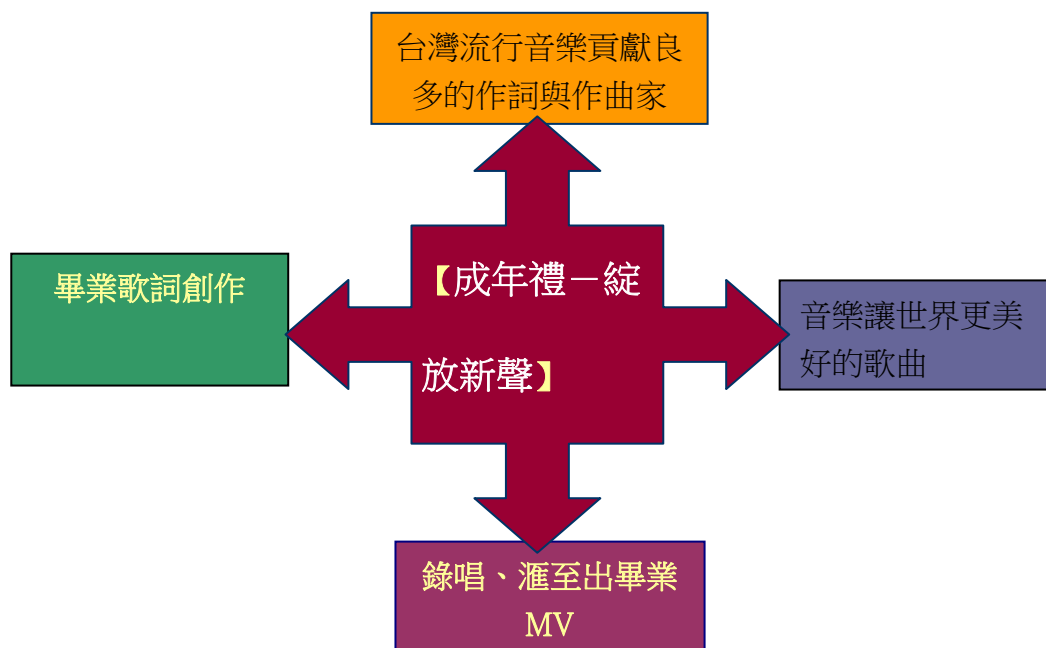 台灣流行音樂貢獻良
多的作詞與作曲家
畢業歌詞創作
【成年禮－綻
放新聲】
音樂讓世界更美
好的歌曲
錄唱、滙至出畢業
MV